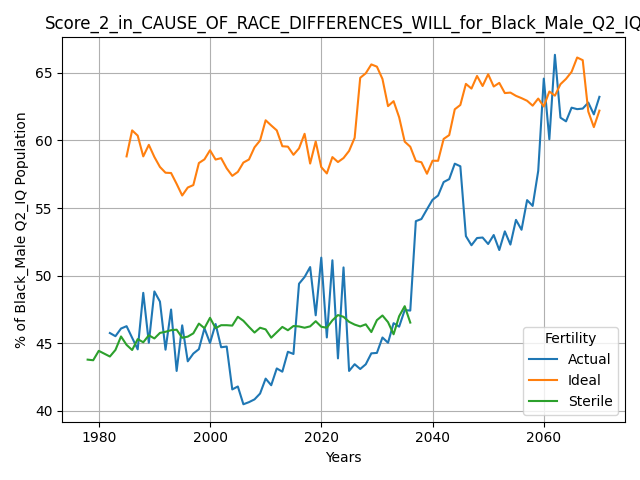 Score_2_in_CAUSE_OF_RACE_DIFFERENCES_WILL_for_Black_Male_Q2_IQ
% of Black_Male Q2_IQ Population
65
60
55
50
45
40
1980 2000 2020 2040 2060
Years
Fertility
Actual
Ideal
Sterile